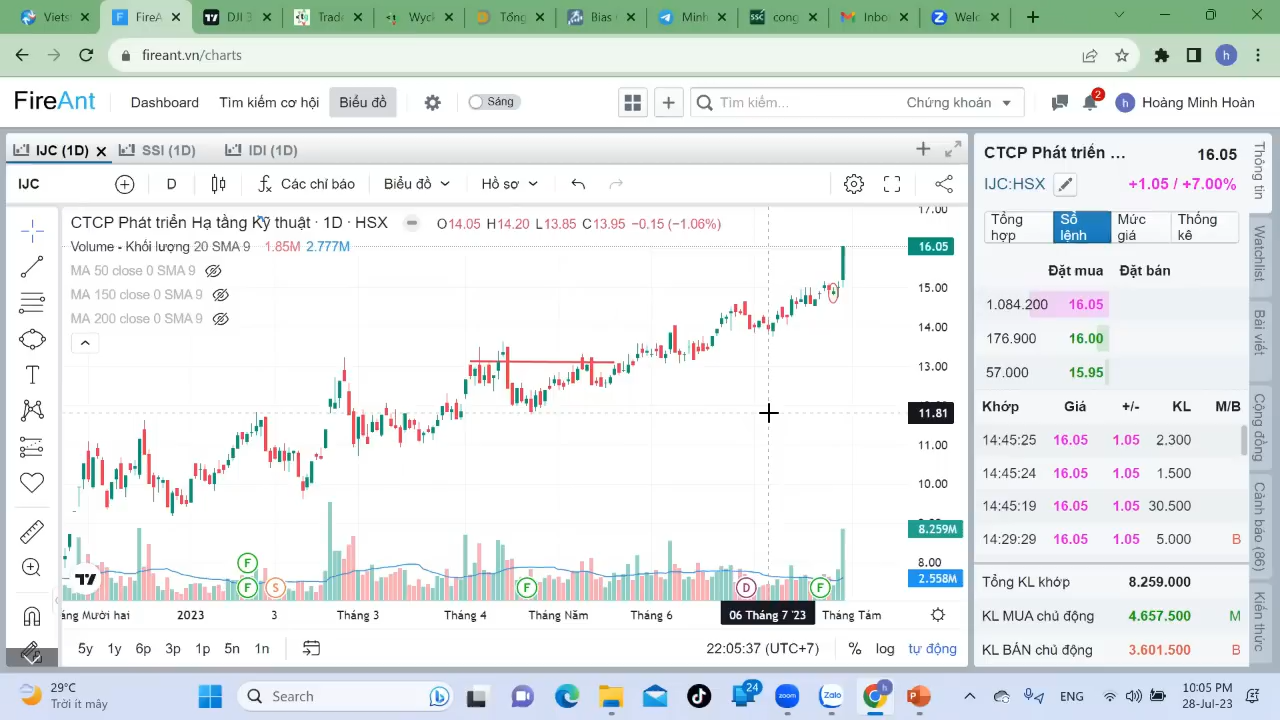 Vietst
FireA
DJI 3
Trade
Wyck
Tổng
Bias
Minh
cong
Inbo
Welc
fireant.vn/charts
FireAnt
Dashboard
Tìm kiếm cơ hội
Biểu đồ
Sáng
Tìm kiếm...
Chứng khoán
2
h
Hoàng Minh Hoàn
IJC (1D)
SSI (1D)
IDI (1D)
IJC
D
Các chỉ báo
Biểu đồ
Hồ sơ
CTCP Phát triển Hạ tầng Kỹ thuật · 1D · HSX
O14.05 H14.20 L13.85 C13.95 −0.15 (−1.06%)
Volume - Khối lượng 20 SMA 9 1.85M 2.777M
MA 50 close 0 SMA 9
MA 150 close 0 SMA 9
MA 200 close 0 SMA 9
17.00
16.05
15.00
14.00
13.00
11.81
11.00
10.00
8.259M
8.00
2.558M
F
F
S
F
D
F
áng Mười hai
2023
3
Tháng 3
Tháng 4
Tháng Năm
Tháng 6
06 Tháng 7 '23
Tháng Tám
5y 1y 6p 3p 1p 5n 1n
22:05:37 (UTC+7)
% log tự động
CTCP Phát triển ...
16.05
IJC:HSX
+1.05 / +7.00%
Tổng hợp
Sổ lệnh
Mức giá
Thống kê
Đặt mua Đặt bán
1.084.200 16.05
176.900 16.00
57.000 15.95
Khớp Giá +/- KL M/B
14:45:25 16.05 1.05 2.300
14:45:24 16.05 1.05 1.500
14:45:19 16.05 1.05 30.500
14:29:29 16.05 1.05 5.000 B
Tổng KL khớp 8.259.000
KL MUA chủ động 4.657.500 M
KL BÁN chủ động 3.601.500 B
Thông tin
Watchlist
Bài viết
Cộng đồng
Cảnh báo (86)
Kiến thức
29°C
Trời ít mây
Search
24
zoom
Zalo
h
ENG
10:05 PM
28-Jul-23